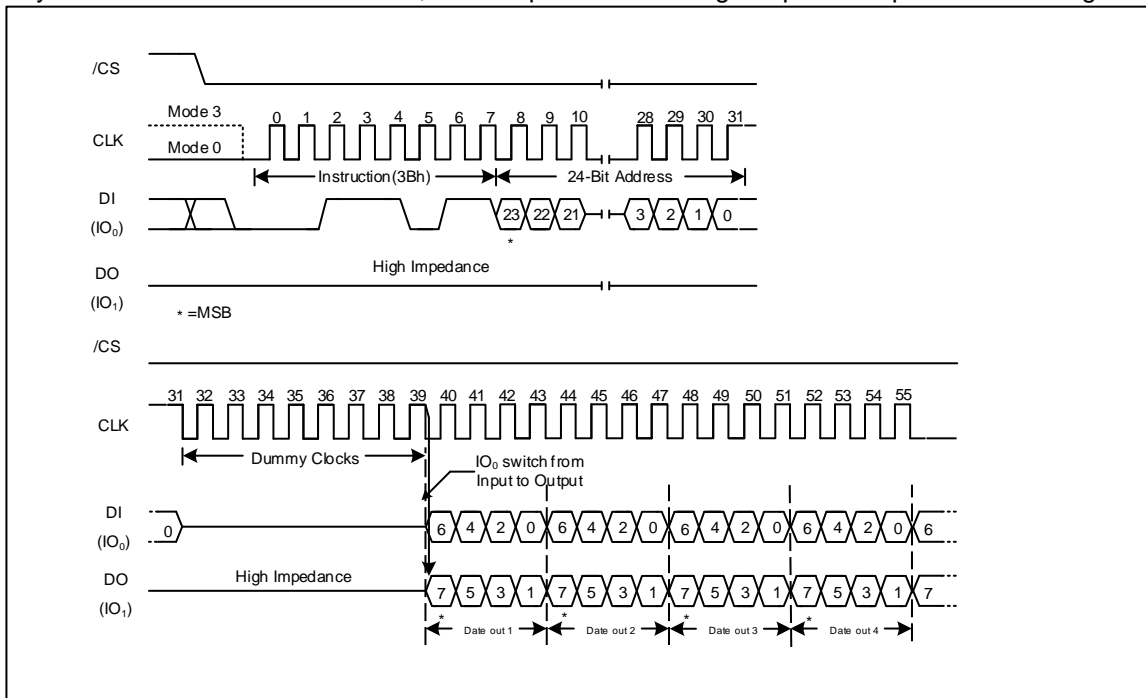 /CS
Mode 3
CLK
Mode 0
0 1 2 3 4 5 6 7 8 9 10 28 29 30 31
Instruction(3Bh)
24-Bit Address
DI
(IO₀)
23 22 21 3 2 1 0
*
High Impedance
DO
(IO₁)
* =MSB
/CS
31 32 33 34 35 36 37 38 39 40 41 42 43 44 45 46 47 48 49 50 51 52 53 54 55
CLK
Dummy Clocks
IO₀ switch from
Input to Output
DI
(IO₀)
0 6 4 2 0 6 4 2 0 6 4 2 0 6 4 2 0 6
DO
(IO₁)
High Impedance
7 5 3 1 7 5 3 1 7 5 3 1 7 5 3 1 7
* * * *
Date out 1 Date out 2 Date out 3 Date out 4